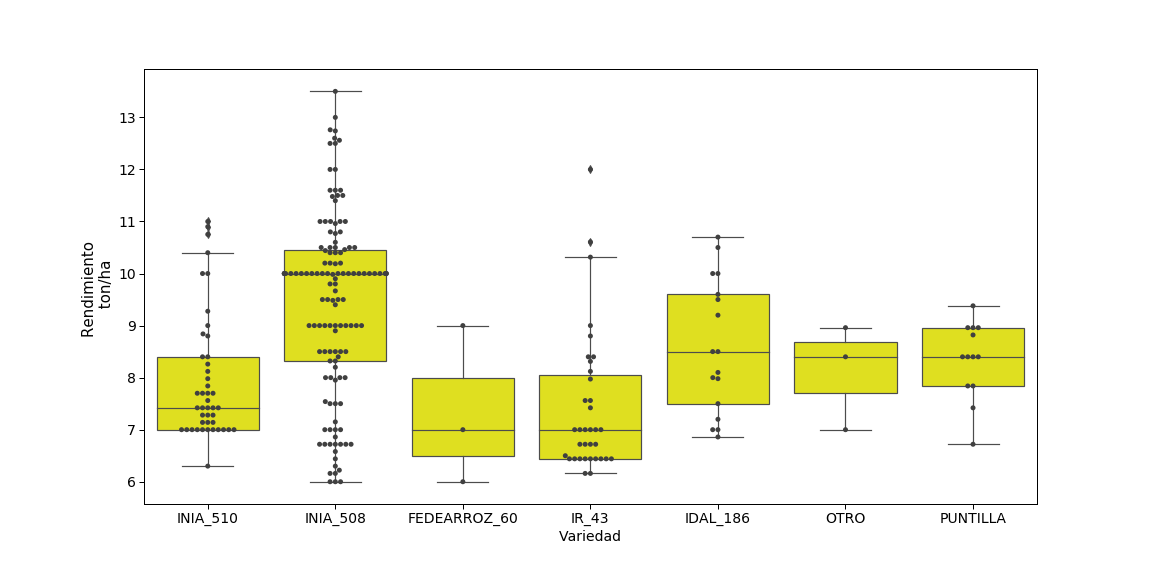 13
12
11
10
9
8
7
6
Rendimiento
ton/ha
INIA_510 INIA_508 FEDEARROZ_60 IR_43 IDAL_186 OTRO PUNTILLA
Variedad